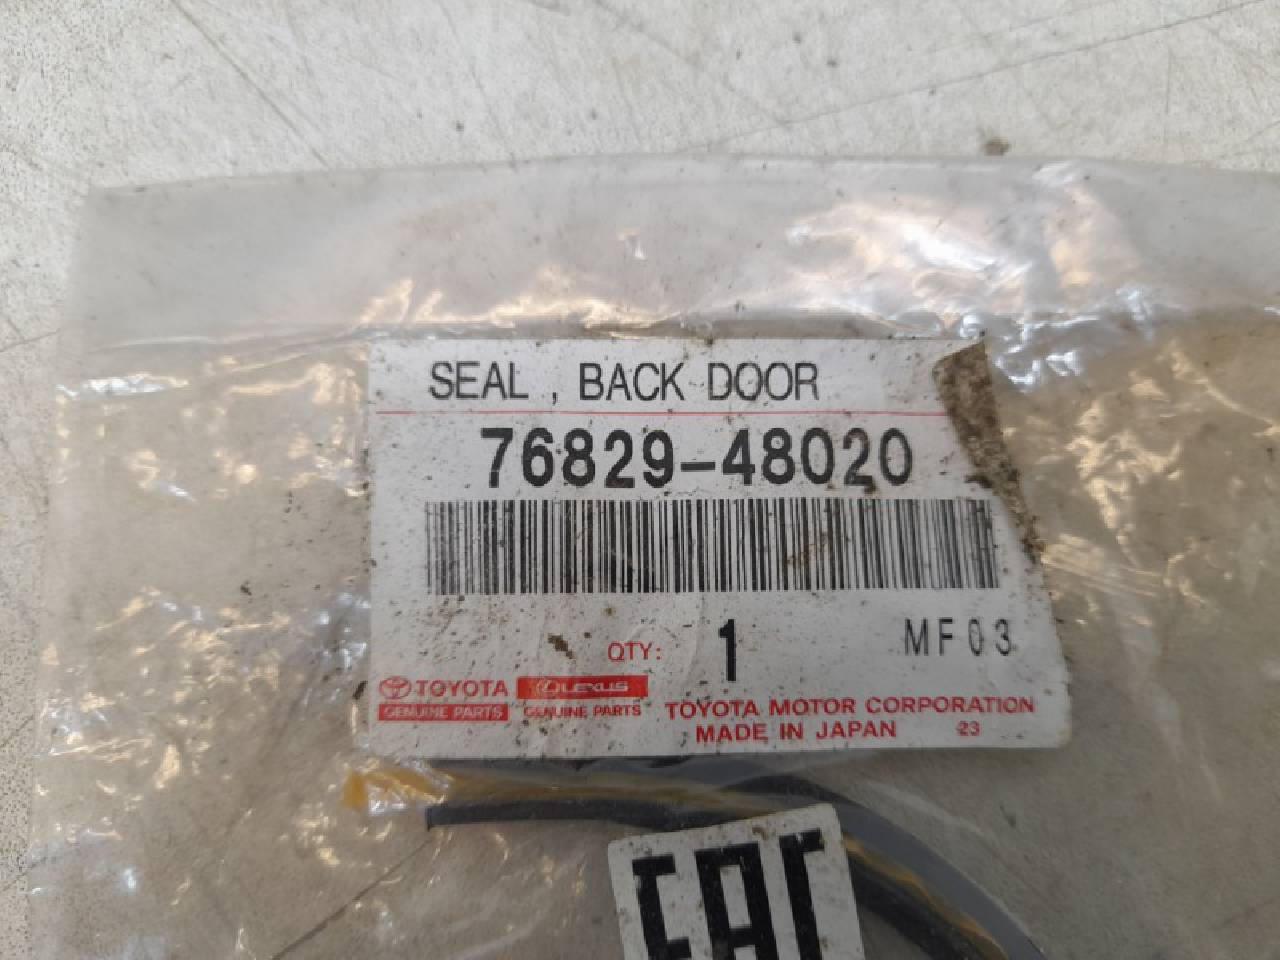 SEAL , BACK DOOR
76829-48020
QTY: 1 MF03
TOYOTA LEXUS
GENUINE PARTS GENUINE PARTS
TOYOTA MOTOR CORPORATION
MADE IN JAPAN 23
EAC